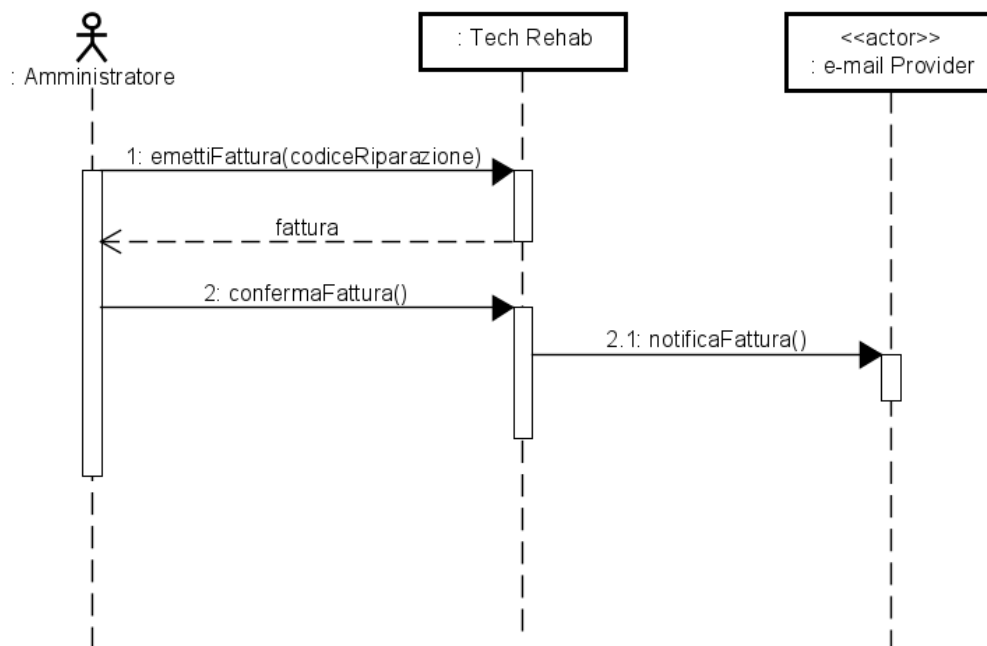 : Amministratore
: Tech Rehab
<<actor>>
: e-mail Provider
1: emettiFattura(codiceRiparazione)
fattura
2: confermaFattura()
2.1: notificaFattura()